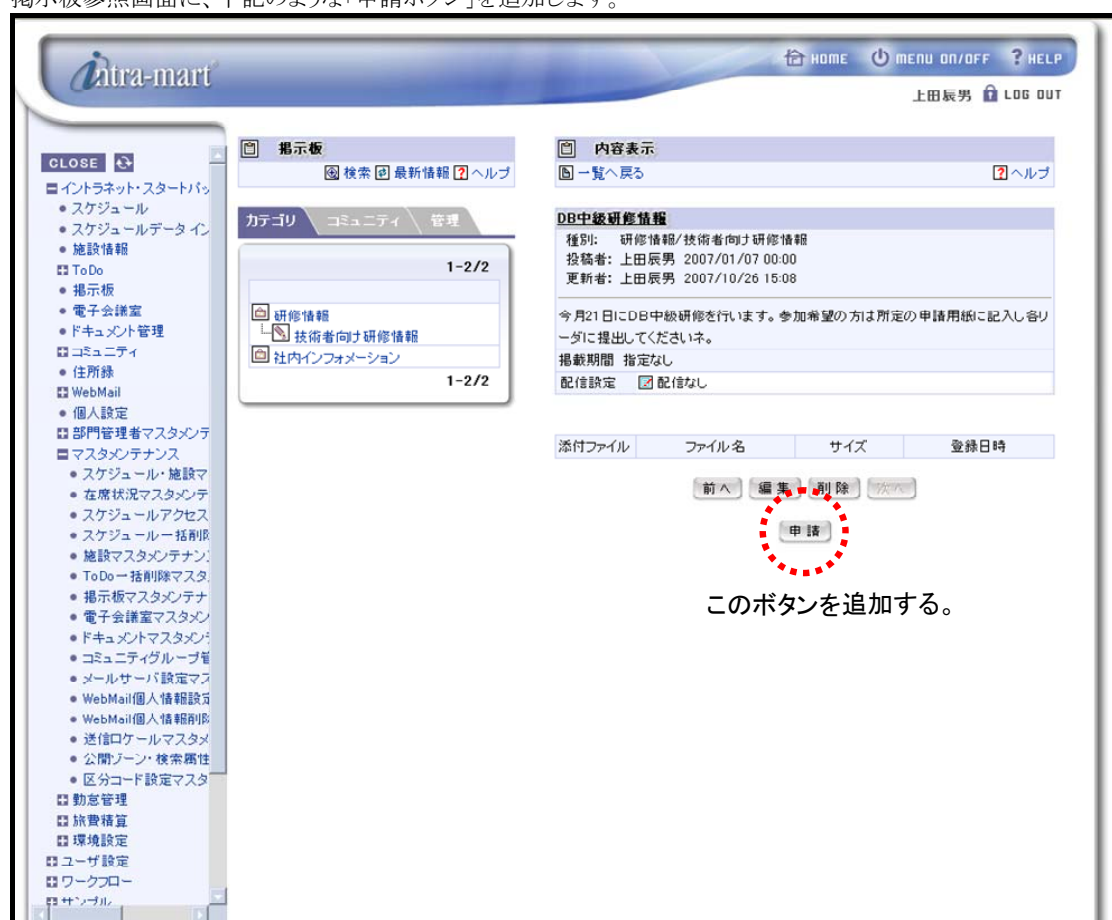 掲示板参照画面に、下記のような「申請ボタン」を追加します。
intra-mart
HOME MENU ON/OFF ? HELP
上田辰男 LOG OUT
CLOSE
イントラネット・スタートパッ
スケジュール
スケジュールデータ イン
施設情報
ToDo
掲示板
電子会議室
ドキュメント管理
コミュニティ
住所録
WebMail
個人設定
部門管理者マスタメンテ
マスタメンテナンス
スケジュール・施設マ
在席状況マスタメンテ
スケジュールアクセス
スケジュール一括削除
施設マスタメンテナン
ToDo一括削除マスタ
掲示板マスタメンテナ
電子会議室マスタメン
ドキュメントマスタメン
コミュニティグループ管
メールサーバ設定マス
WebMail個人情報設定
WebMail個人情報削除
送信ロケールマスタメ
公開ゾーン・検索属性
区分コード設定マスタ
勤怠管理
旅費精算
環境設定
ユーザ設定
ワークフロー
サンプル
掲示板
検索 最新情報 ? ヘルプ
カテゴリ コミュニティ 管理
1-2/2
研修情報
技術者向け研修情報
社内インフォメーション
1-2/2
内容表示
一覧へ戻る ? ヘルプ
DB中級研修情報
種別: 研修情報/技術者向け研修情報
投稿者: 上田辰男 2007/01/07 00:00
更新者: 上田辰男 2007/10/26 15:08
今月21日にDB中級研修を行います。参加希望の方は所定の申請用紙に記入し各リ
ーダに提出してくださいネ。
掲載期間 指定なし
配信設定 配信なし
添付ファイル ファイル名 サイズ 登録日時
前へ 編集 削除 次へ
申請
このボタンを追加する。